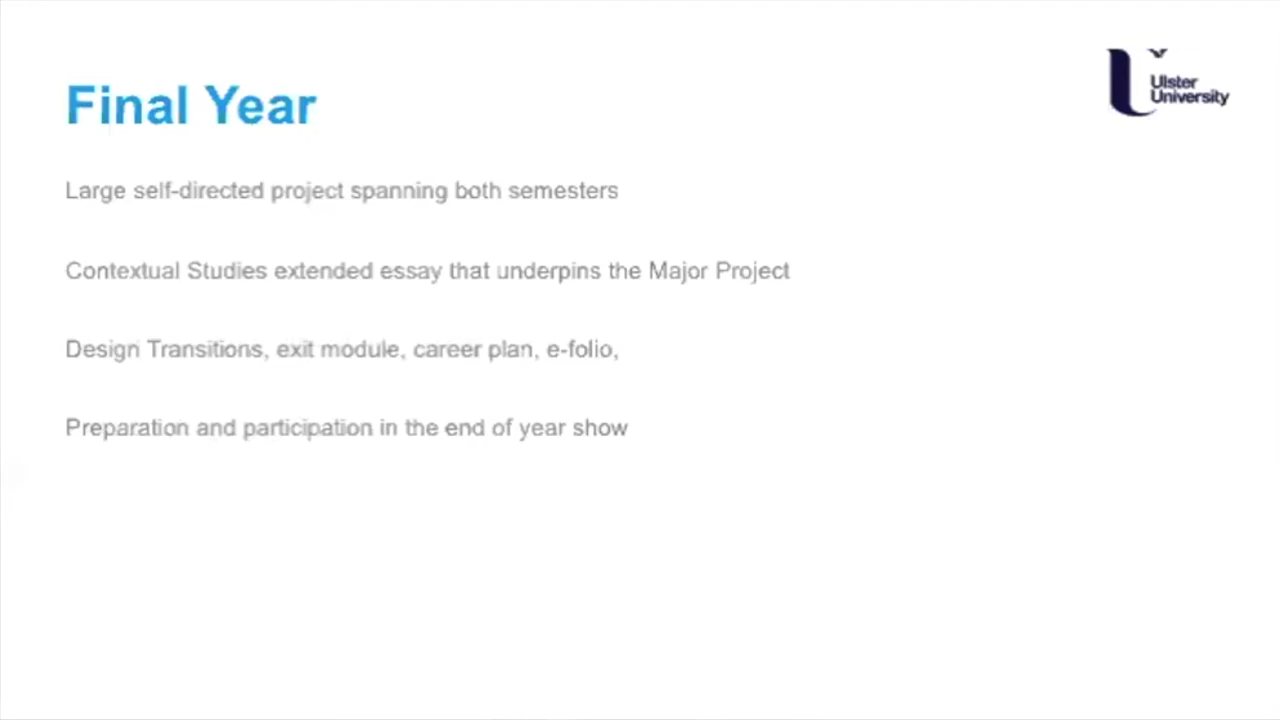 Final Year
Ulster
University
Large self-directed project spanning both semesters
Contextual Studies extended essay that underpins the Major Project
Design Transitions, exit module, career plan, e-folio,
Preparation and participation in the end of year show